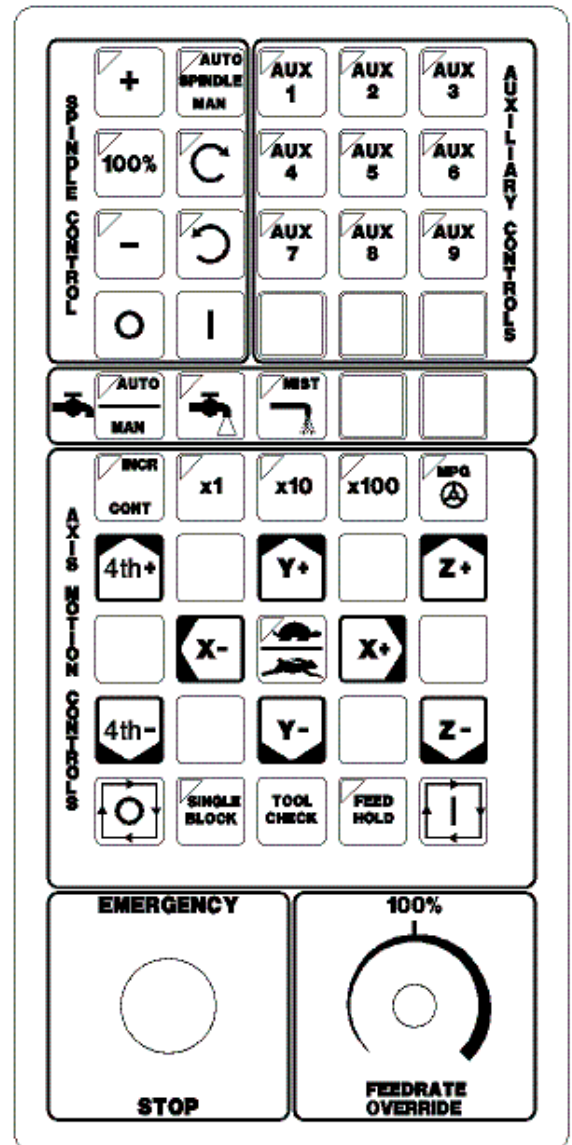 SPINDLE CONTROL
+
AUTO
SPINDLE
MAN
100%
-
O
I
AUX
1
AUX
2
AUX
3
AUX
4
AUX
5
AUX
6
AUX
7
AUX
8
AUX
9
AUXILIARY CONTROLS
AUTO
MAN
MIST
AXIS MOTION CONTROLS
INCR
CONT
x1
x10
x100
MPG
4th+
Y+
Z+
X-
X+
4th-
Y-
Z-
O
SINGLE
BLOCK
TOOL
CHECK
FEED
HOLD
I
EMERGENCY
STOP
100%
FEEDRATE
OVERRIDE